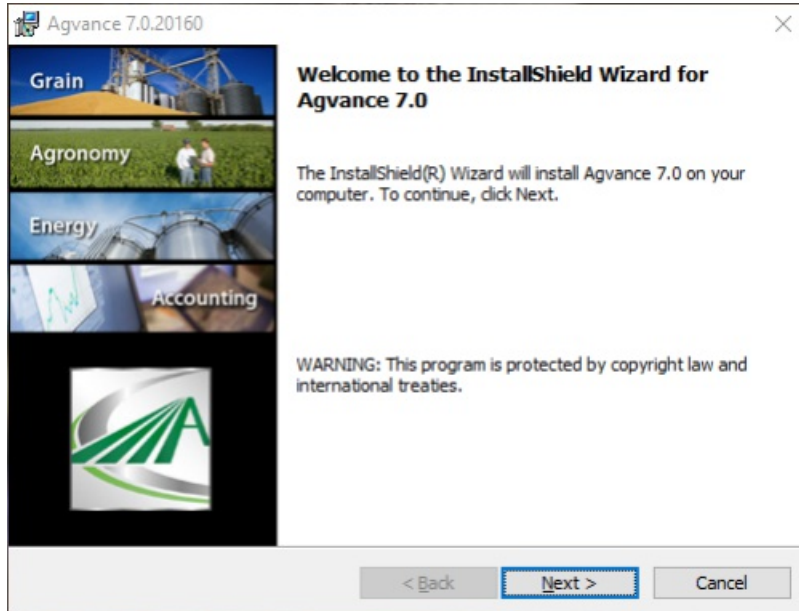 Agvance 7.0.20160
Grain
Agronomy
Energy
Accounting
A
Welcome to the InstallShield Wizard for
Agvance 7.0
The InstallShield(R) Wizard will install Agvance 7.0 on your
computer. To continue, click Next.
WARNING: This program is protected by copyright law and
international treaties.
< Back
Next >
Cancel